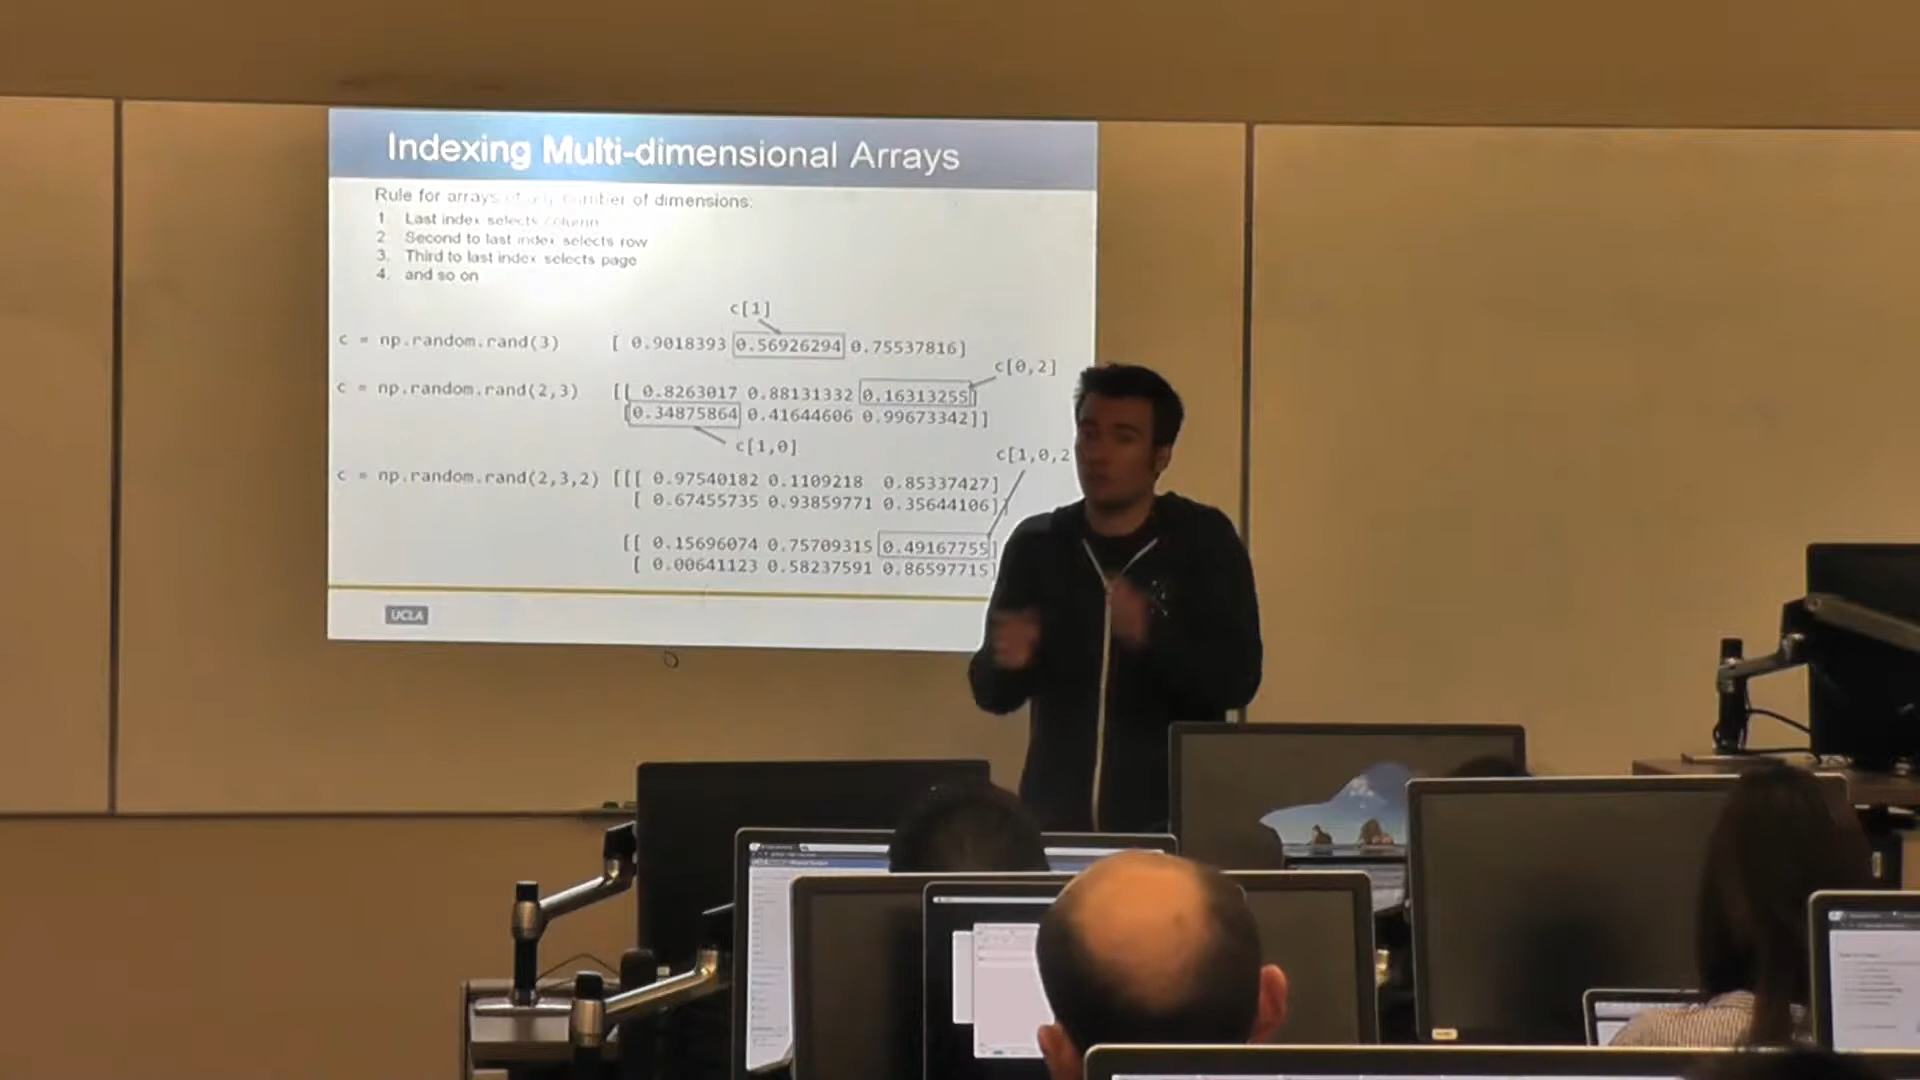 Indexing Multi-dimensional Arrays
Rule for arrays of any number of dimensions:
1. Last index selects column
2. Second to last index selects row
3. Third to last index selects page
4. and so on
c[1]
c = np.random.rand(3) [ 0.9018393 0.56926294 0.75537816]
c[0,2]
c = np.random.rand(2,3) [[ 0.8263017 0.88131332 0.16313255]
[0.34875864 0.41644606 0.99673342]]
c[1,0]
c[1,0,2
c = np.random.rand(2,3,2) [[[ 0.97540182 0.1109218 0.85337427]
[ 0.67455735 0.93859771 0.35644106]]
[[ 0.15696074 0.75709315 0.49167755]
[ 0.00641123 0.58237591 0.86597715]
UCLA